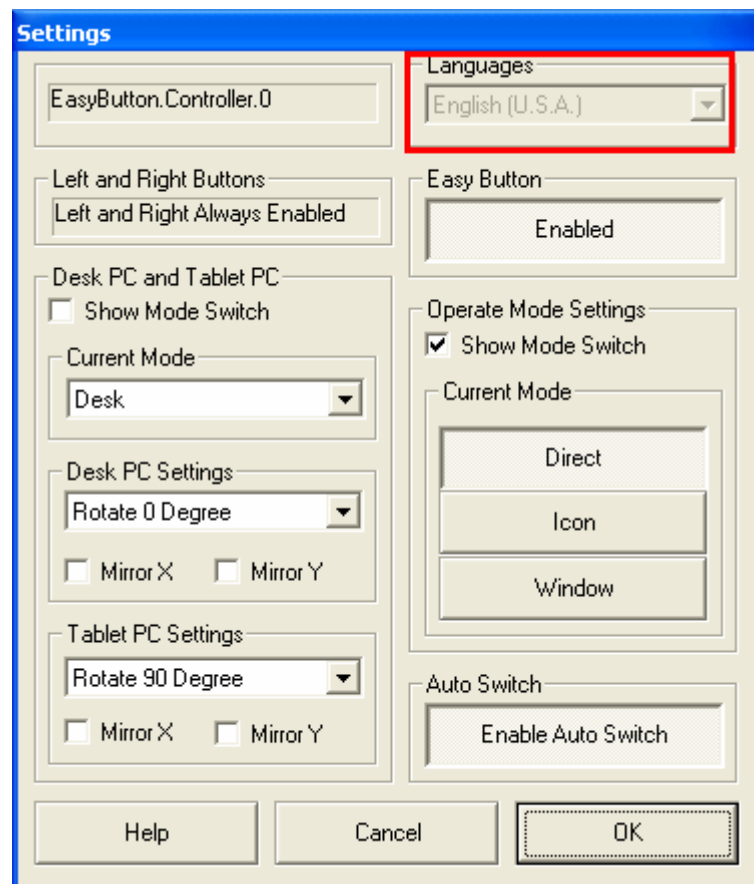 Settings
EasyButton.Controller.0
Languages
English (U.S.A.)
Left and Right Buttons
Left and Right Always Enabled
Easy Button
Enabled
Desk PC and Tablet PC
Show Mode Switch
Current Mode
Desk
Desk PC Settings
Rotate 0 Degree
Mirror X Mirror Y
Tablet PC Settings
Rotate 90 Degree
Mirror X Mirror Y
Operate Mode Settings
Show Mode Switch
Current Mode
Direct
Icon
Window
Auto Switch
Enable Auto Switch
Help Cancel OK